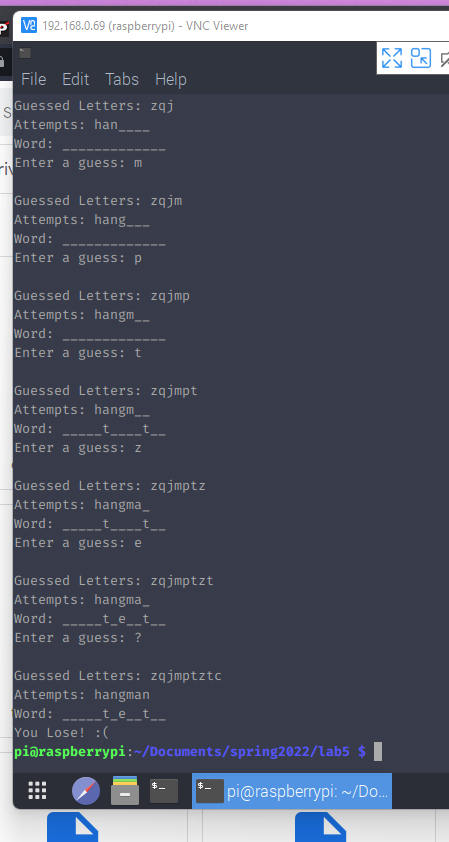 192.168.0.69 (raspberrypi) - VNC Viewer
File Edit Tabs Help
Guessed Letters: zqj
Attempts: han____
Word: _____________
Enter a guess: m
Guessed Letters: zqjm
Attempts: hang___
Word: _____________
Enter a guess: p
Guessed Letters: zqjmp
Attempts: hangm__
Word: _____________
Enter a guess: t
Guessed Letters: zqjmpt
Attempts: hangm__
Word: _____t____t__
Enter a guess: z
Guessed Letters: zqjmptz
Attempts: hangma_
Word: _____t____t__
Enter a guess: e
Guessed Letters: zqjmptzt
Attempts: hangma_
Word: _____t_e__t__
Enter a guess: ?
Guessed Letters: zqjmptztc
Attempts: hangman
Word: _____t_e__t__
You Lose! :(
pi@raspberrypi:~/Documents/spring2022/lab5 $
pi@raspberrypi: ~/Do...